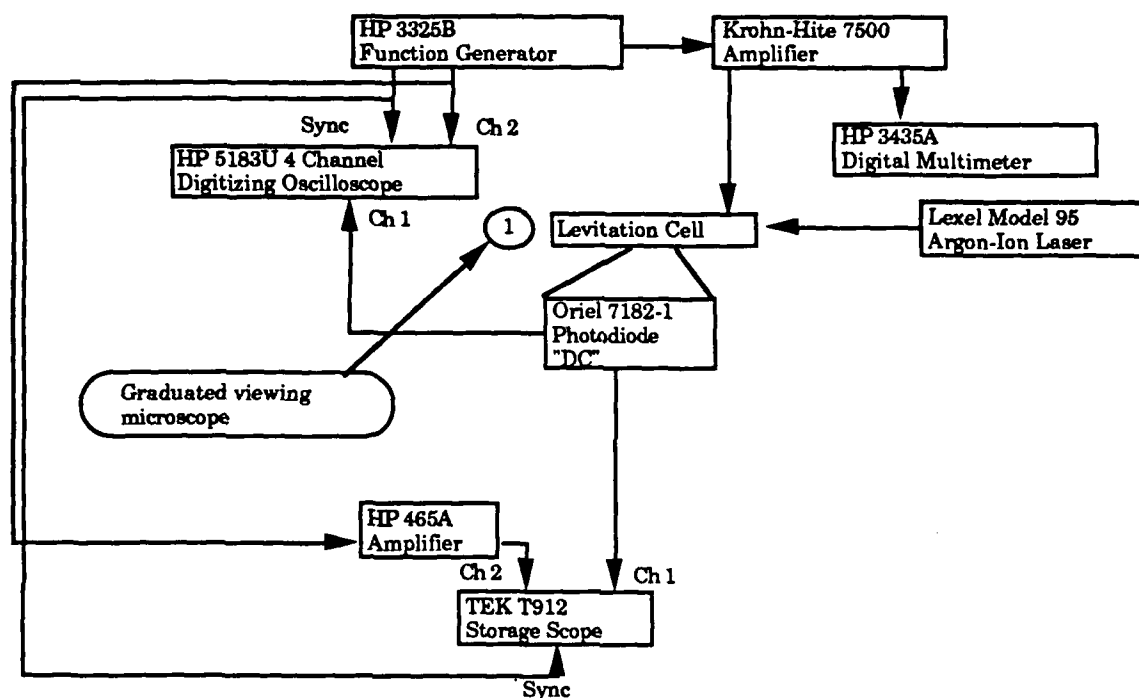 HP 3325B
Function Generator
Krohn-Hite 7500
Amplifier
Sync
Ch 2
HP 3435A
Digital Multimeter
HP 5183U 4 Channel
Digitizing Oscilloscope
Ch 1
1
Levitation Cell
Lexel Model 95
Argon-Ion Laser
Oriel 7182-1
Photodiode
"DC"
Graduated viewing
microscope
HP 465A
Amplifier
Ch 2
Ch 1
TEK T912
Storage Scope
Sync